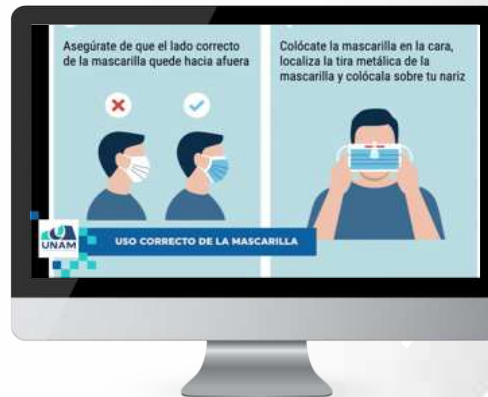 Asegúrate de que el lado correcto
de la mascarilla quede hacia afuera
Colócate la mascarilla en la cara,
localiza la tira metálica de la
mascarilla y colócala sobre tu nariz
UNAM
USO CORRECTO DE LA MASCARILLA